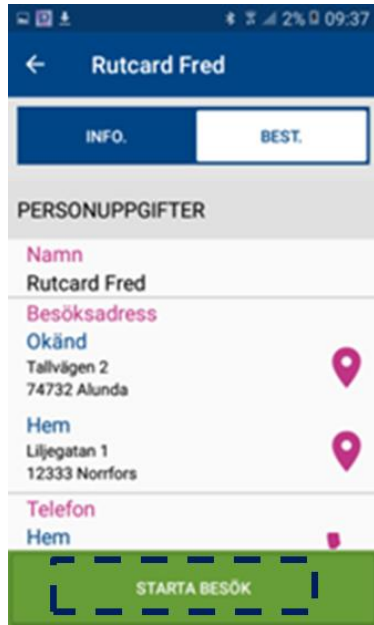 2% 09:37
Rutcard Fred
INFO. BEST.
PERSONUPPGIFTER
Namn
Rutcard Fred
Besöksadress
Okänd
Tallvägen 2
74732 Alunda
Hem
Liljegatan 1
12333 Norrfors
Telefon
Hem
STARTA BESÖK